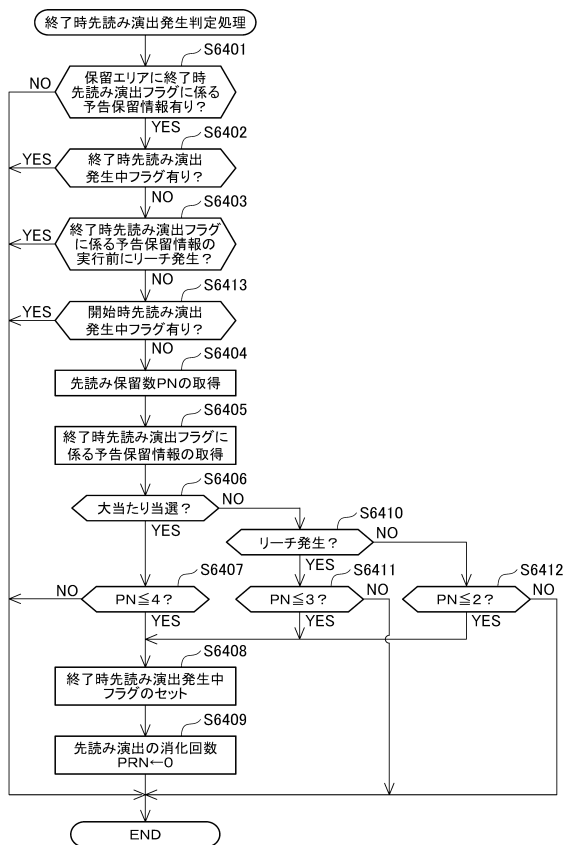 終了時先読み演出発生判定処理
S6401
保留エリアに終了時
先読み演出フラグに係る
予告保留情報有り？
NO
YES
S6402
終了時先読み演出
発生中フラグ有り？
YES
NO
S6403
終了時先読み演出フラグ
に係る予告保留情報の
実行前にリーチ発生？
YES
NO
S6413
開始時先読み演出
発生中フラグ有り？
YES
NO
S6404
先読み保留数PNの取得
S6405
終了時先読み演出フラグに
係る予告保留情報の取得
S6406
大当たり当選？
NO
YES
S6410
リーチ発生？
NO
YES
S6407
PN≦4？
NO
YES
S6411
PN≦3？
NO
YES
S6412
PN≦2？
NO
YES
S6408
終了時先読み演出発生中
フラグのセット
S6409
先読み演出の消化回数
PRN←0
END